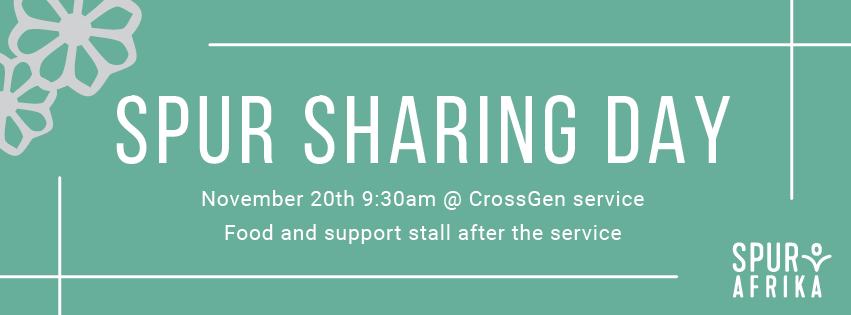 SPUR SHARING DAY
November 20th 9:30am @ CrossGen service
Food and support stall after the service
SPUR
AFRIKA